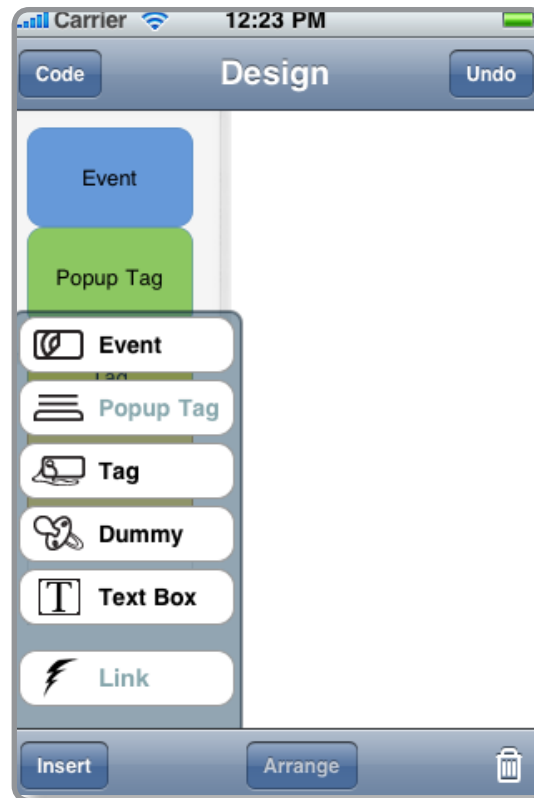 Carrier 12:23 PM
Code Design Undo
Event
Popup Tag
Event
Tag
Popup Tag
Tag
Dummy
T Text Box
Link
Insert Arrange